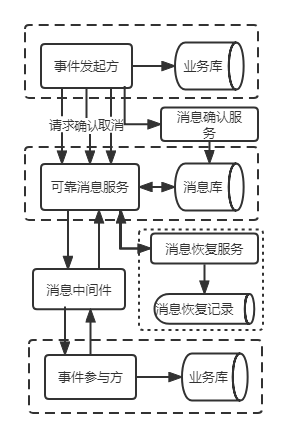 事件发起方
业务库
请求确认取消
消息确认服
务
可靠消息服务
消息库
消息恢复服务
消息中间件
消息恢复记录
事件参与方
业务库